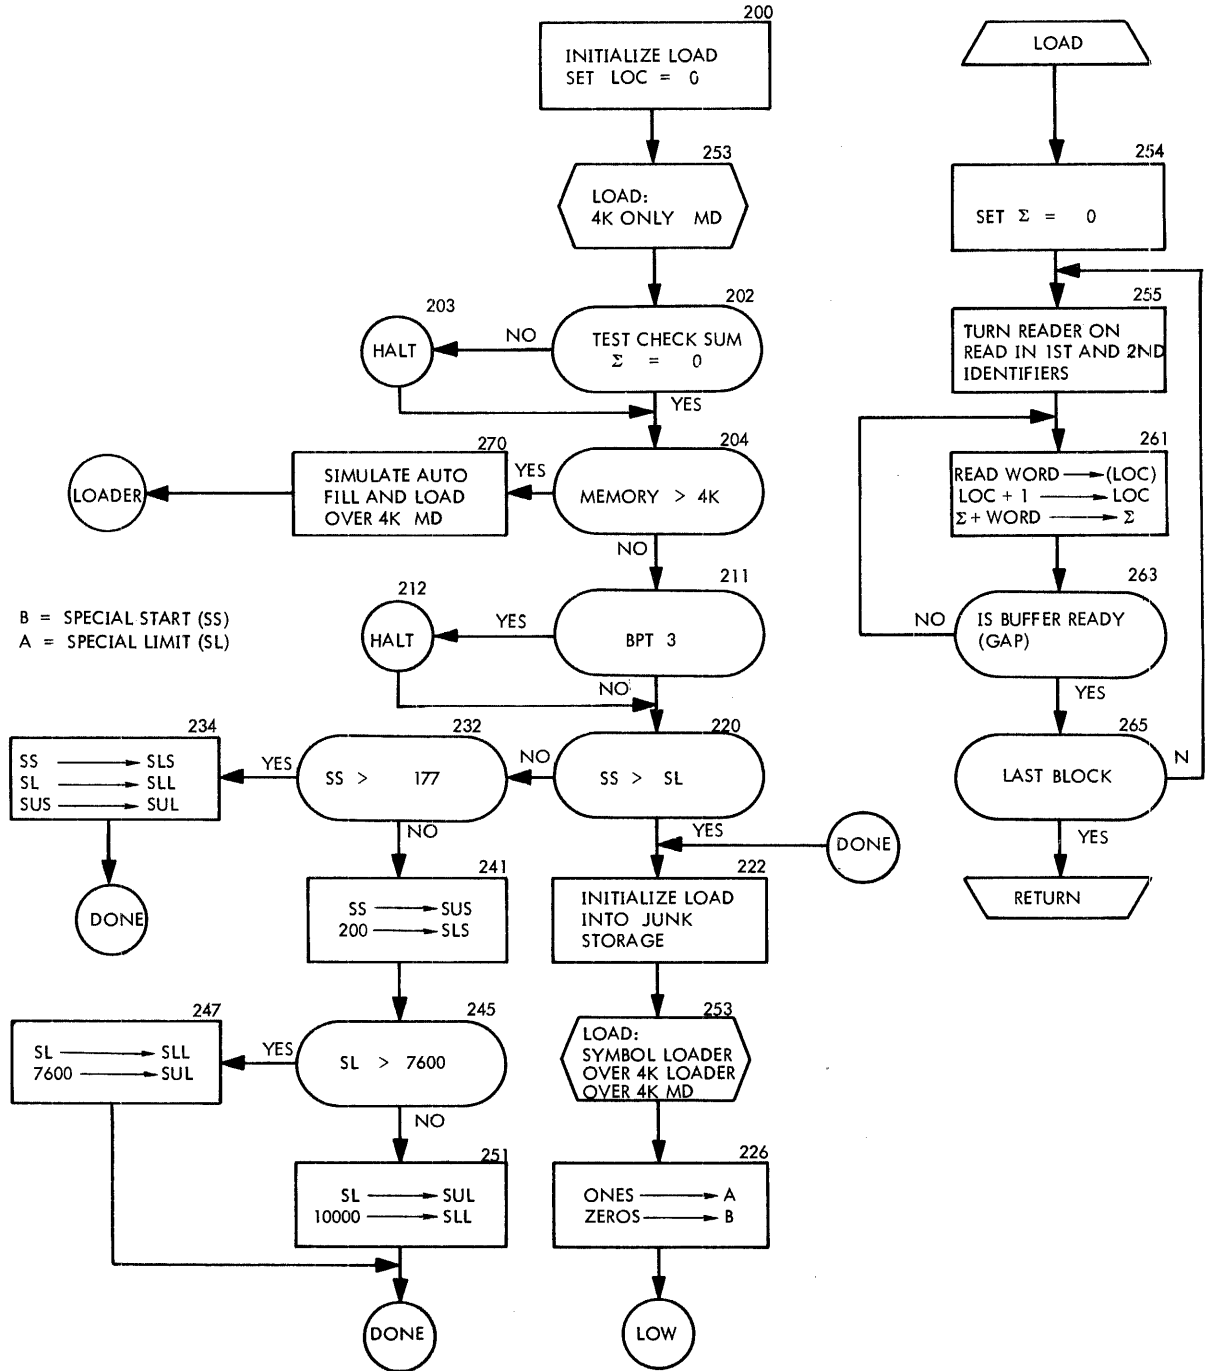 200
INITIALIZE LOAD
SET LOC = 0
253
LOAD:
4K ONLY MD
202
TEST CHECK SUM
Σ = 0
NO
203
HALT
YES
204
MEMORY > 4K
YES
270
SIMULATE AUTO
FILL AND LOAD
OVER 4K MD
LOADER
NO
211
BPT 3
YES
212
HALT
NO
B = SPECIAL START (SS)
A = SPECIAL LIMIT (SL)
220
SS > SL
NO
232
SS > 177
YES
234
SS → SLS
SL → SLL
SUS → SUL
DONE
NO
241
SS → SUS
200 → SLS
245
SL > 7600
YES
247
SL → SLL
7600 → SUL
NO
251
SL → SUL
10000 → SLL
DONE
YES
DONE
222
INITIALIZE LOAD
INTO JUNK
STORAGE
253
LOAD:
SYMBOL LOADER
OVER 4K LOADER
OVER 4K MD
226
ONES → A
ZEROS → B
LOW
LOAD
254
SET Σ = 0
255
TURN READER ON
READ IN 1ST AND 2ND
IDENTIFIERS
261
READ WORD → (LOC)
LOC + 1 → LOC
Σ + WORD → Σ
263
IS BUFFER READY
(GAP)
NO
YES
265
LAST BLOCK
N
YES
RETURN